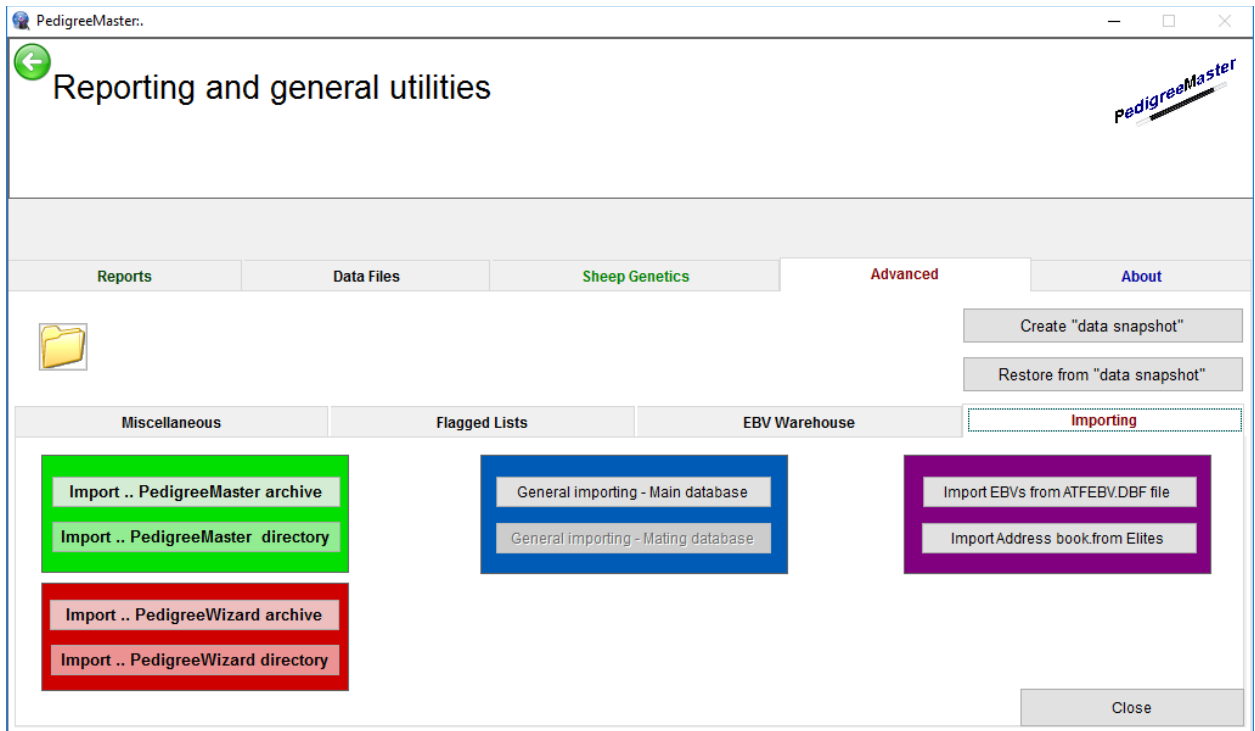 PedigreeMaster:.
Reporting and general utilities
PedigreeMaster
Reports
Data Files
Sheep Genetics
Advanced
About
Create "data snapshot"
Restore from "data snapshot"
Miscellaneous
Flagged Lists
EBV Warehouse
Importing
Import .. PedigreeMaster archive
General importing - Main database
Import EBVs from ATFEBV.DBF file
Import .. PedigreeMaster directory
General importing - Mating database
Import Address book.from Elites
Import .. PedigreeWizard archive
Import .. PedigreeWizard directory
Close